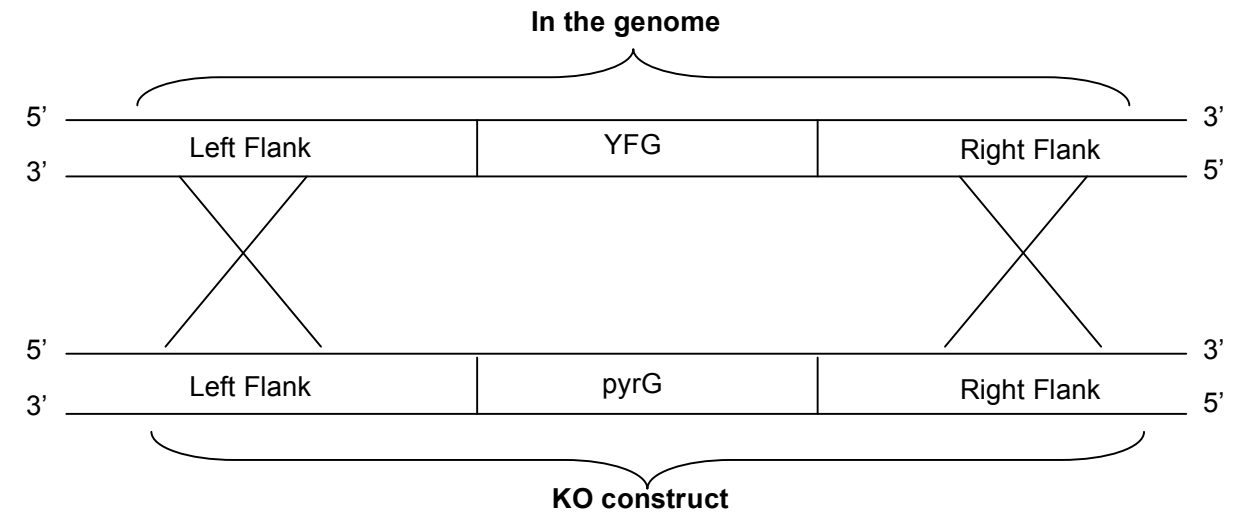 In the genome
5’ 3’
Left Flank YFG Right Flank
3’ 5’
5’ 3’
Left Flank pyrG Right Flank
3’ 5’
KO construct